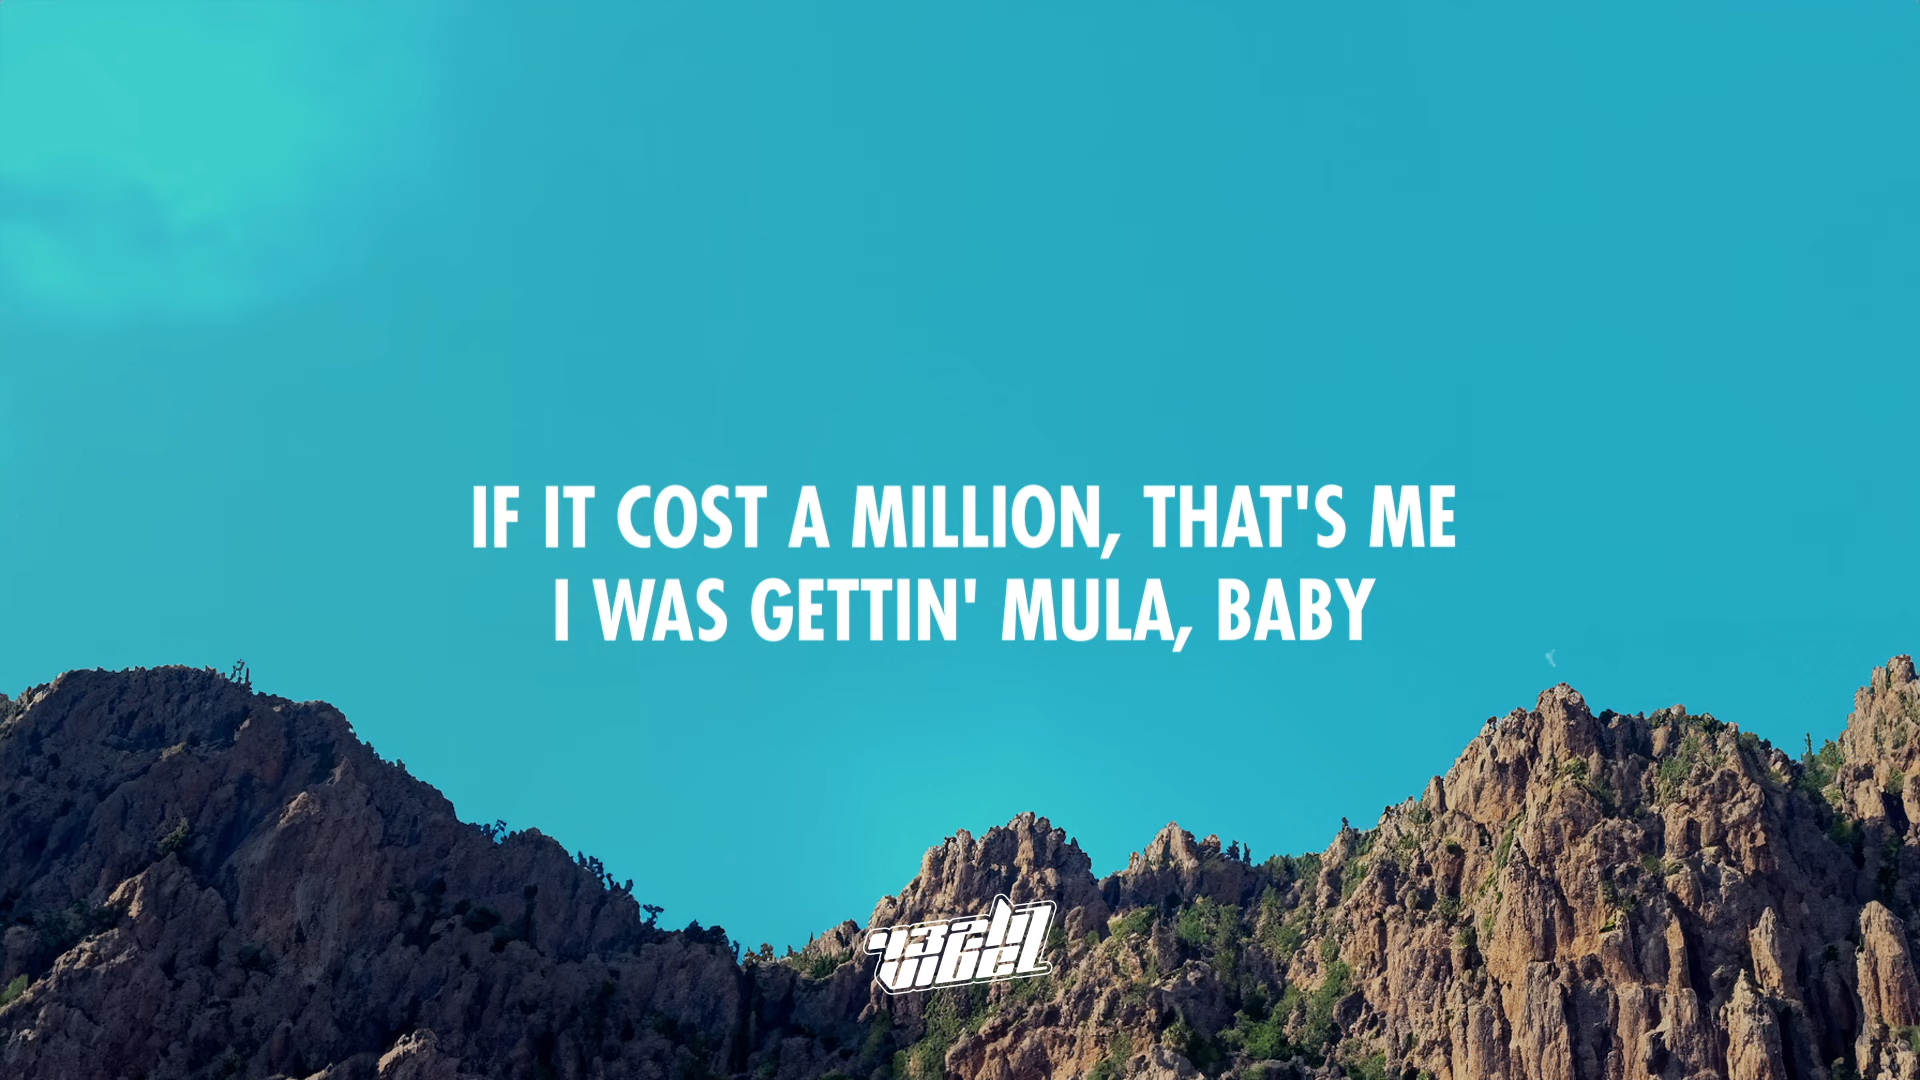 IF IT COST A MILLION, THAT'S ME
I WAS GETTIN' MULA, BABY